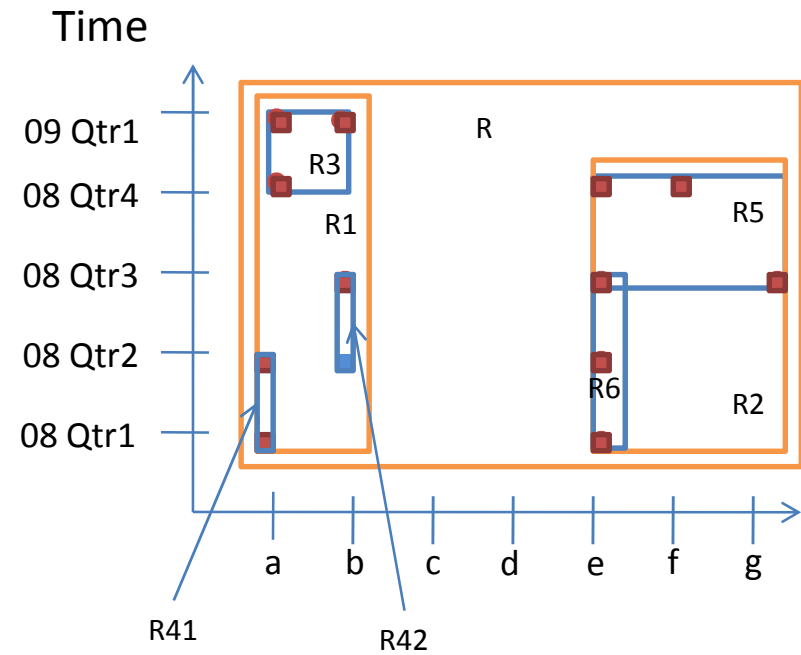 Time
09 Qtr1
R
R3
08 Qtr4
R5
R1
08 Qtr3
08 Qtr2
R6
R2
08 Qtr1
a b c d e f g
R41
R42